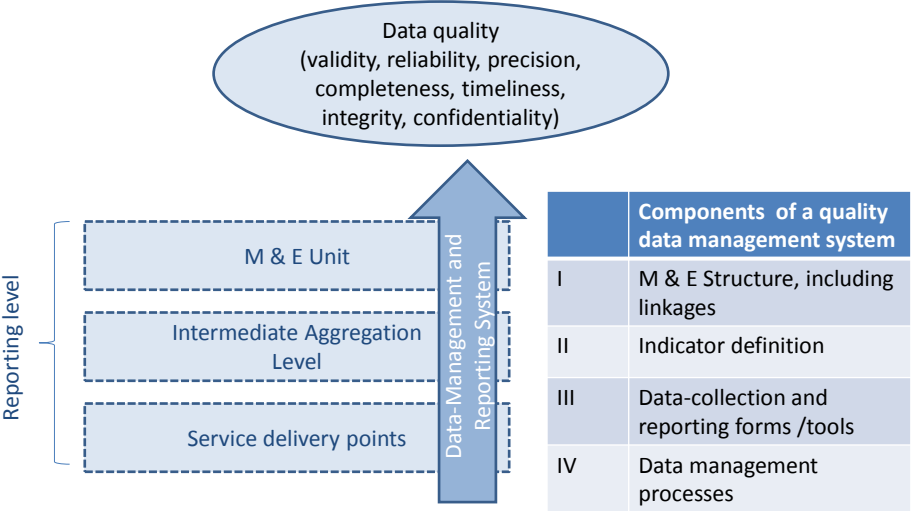 Data quality
(validity, reliability, precision,
completeness, timeliness,
integrity, confidentiality)
Reporting level
M & E Unit
Intermediate Aggregation
Level
Service delivery points
Data-Management and
Reporting System
Components of a quality
data management system
I M & E Structure, including
linkages
II Indicator definition
III Data-collection and
reporting forms /tools
IV Data management
processes